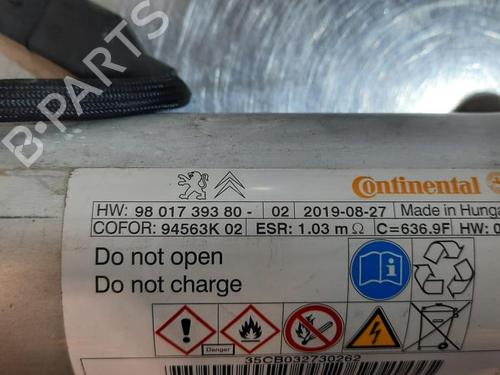 B-PARTS
Continental
HW: 98 017 393 80 - 02 2019-08-27 Made in Hunga
COFOR: 94563K 02 ESR: 1.03 mΩ C=636.9F HW: 0
Do not open
Do not charge
Danger
35CB032730262